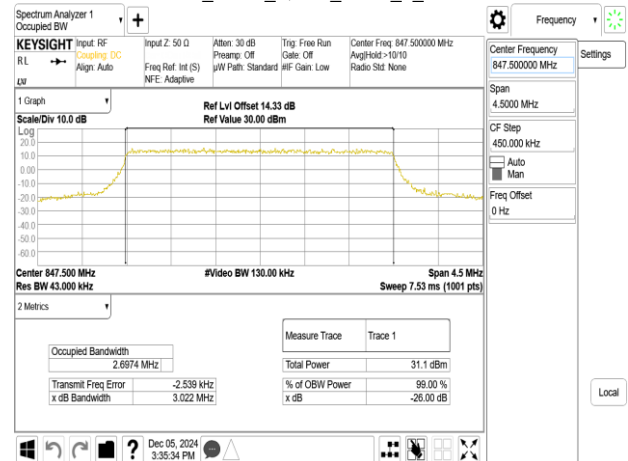 Spectrum Analyzer 1
Occupied BW
Frequency
KEYSIGHT
RL
Input: RF
Coupling: DC
Align: Auto
Input Z: 50 Ω
Freq Ref: Int (S)
NFE: Adaptive
Atten: 30 dB
Preamp: Off
µW Path: Standard
Trig: Free Run
Gate: Off
#IF Gain: Low
Center Freq: 847.500000 MHz
Avg|Hold:>10/10
Radio Std: None
Center Frequency
847.500000 MHz
Settings
Span
4.5000 MHz
CF Step
450.000 kHz
Auto
Man
Freq Offset
0 Hz
Local
1 Graph
Ref Lvl Offset 14.33 dB
Scale/Div 10.0 dB
Ref Value 30.00 dBm
Log
20.0
10.0
0.00
-10.0
-20.0
-30.0
-40.0
-50.0
-60.0
Center 847.500 MHz
#Video BW 130.00 kHz
Span 4.5 MHz
Res BW 43.000 kHz
Sweep 7.53 ms (1001 pts)
2 Metrics
Measure Trace
Trace 1
Occupied Bandwidth
2.6974 MHz
Total Power
31.1 dBm
Transmit Freq Error
-2.539 kHz
% of OBW Power
99.00 %
x dB Bandwidth
3.022 MHz
x dB
-26.00 dB
?
Dec 05, 2024
3:35:34 PM